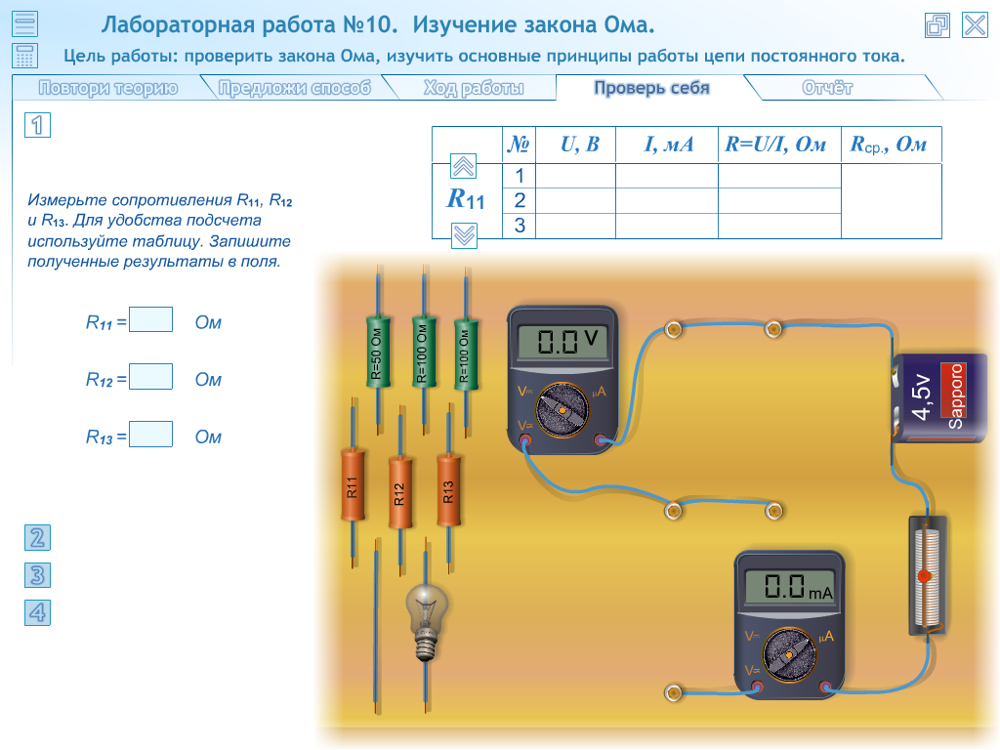 Лабораторная работа №10. Изучение закона Ома.
Цель работы: проверить закона Ома, изучить основные принципы работы цепи постоянного тока.
Повтори теорию Предложи способ Ход работы Проверь себя Отчёт
1
Измерьте сопротивления R11, R12
и R13. Для удобства подсчета
используйте таблицу. Запишите
полученные результаты в поля.
R11 = Ом
R12 = Ом
R13 = Ом
2
3
4
№ U, В I, мА R=U/I, Ом Rср., Ом
R11
1
2
3
R=50 Ом
R=100 Ом
R=100 Ом
R11
R12
R13
0.0 V
V
μA
V
4,5v
Sapporo
0.0 mA
V
μA
V